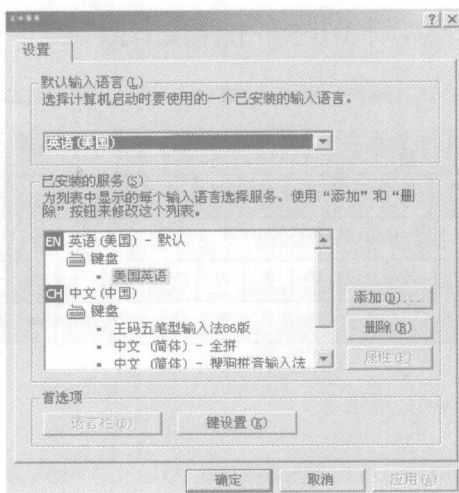 ? ×
设置
默认输入语言(L)
选择计算机启动时要使用的一个已安装的输入语言。
英语(美国)
已安装的服务(S)
为列表中显示的每个输入语言选择服务。使用“添加”和“删
除”按钮来修改这个列表。
EN 英语(美国) - 默认
键盘
▪ 美国英语
CH 中文(中国)
键盘
▪ 王码五笔型输入法86版
▪ 中文 (简体) - 全拼
▪ 中文 (简体) - 搜狗拼音输入法
添加(D)...
删除(R)
属性(P)
首选项
语言栏(B)
键设置(K)
确定
取消
应用(A)